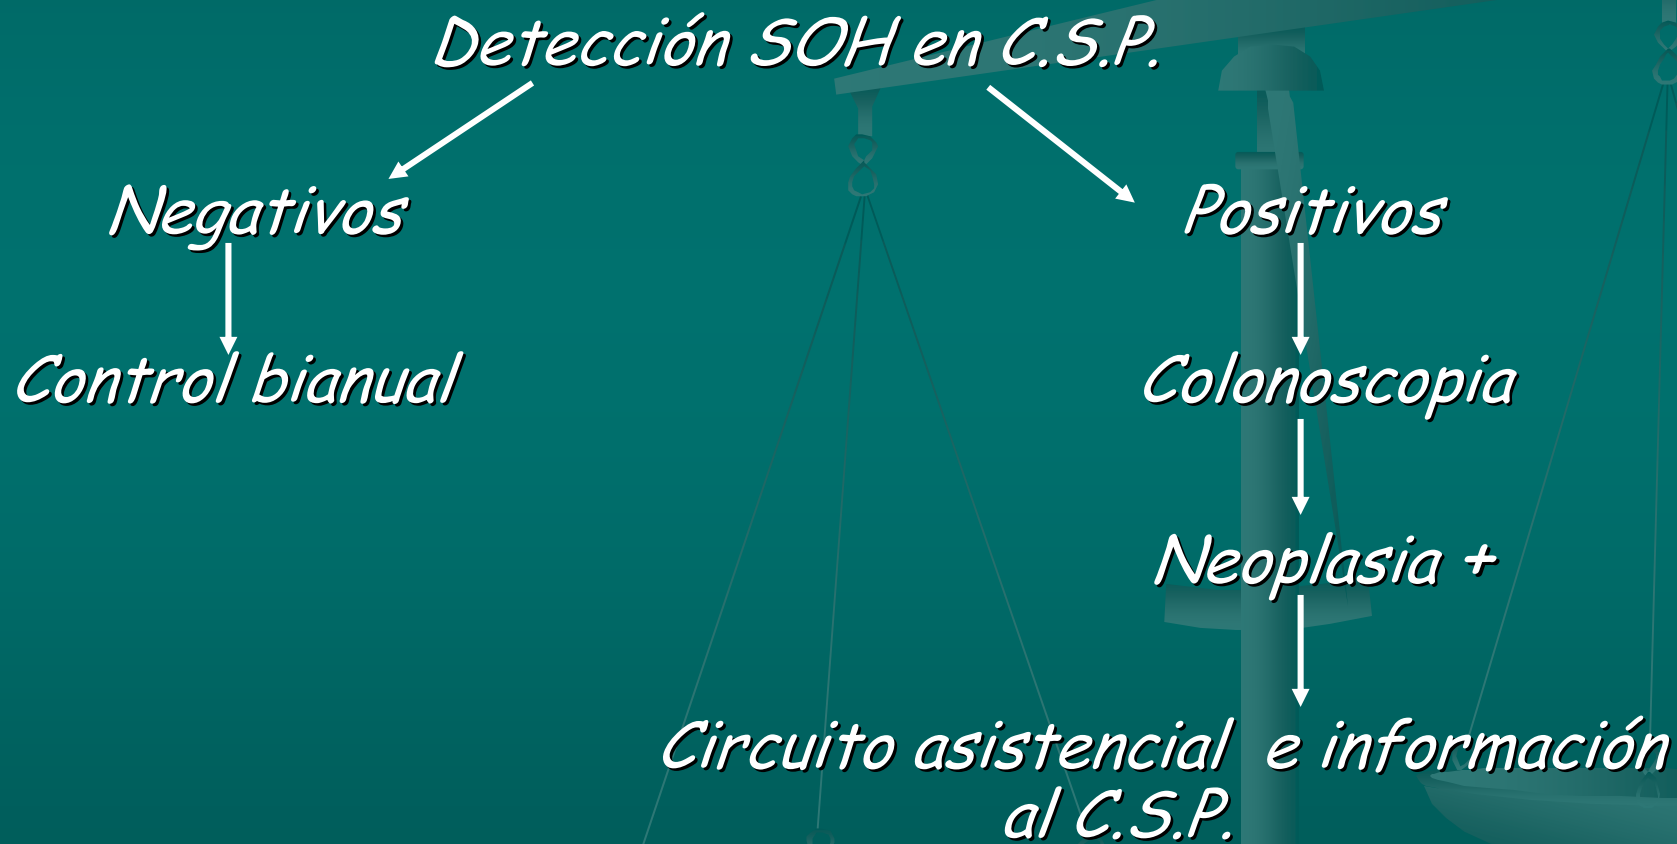 Detección SOH en C.S.P.
Negativos
Positivos
Control bianual
Colonoscopia
Neoplasia +
Circuito asistencial e información
al C.S.P.